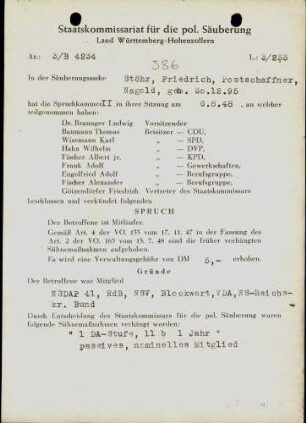 Staatskommissariat für die pol. Säuberung
Land Württemberg-Hohenzollern
Az.: 3/B 4234 L: 3/233
386
In der Säuberungssache Stöhr, Friedrich, Postschaffner,
Nagold, geb. 30.12.95
hat die Spruchkammer II in ihrer Sitzung am 6.8.48 an welcher
teilgenommen haben:
Dr. Beuanger Ludwig Vorsitzender
Baumann Thomas Beisitzer — CDU,
Wizemann Karl „ — SPD,
Hahn Wilhelm „ — DVP,
Fischer Albert jr. „ — KPD,
Frank Adolf „ — Gewerkschaften,
Engelfried Adolf „ — Berufsgruppe,
Fischer Alexander „ — Berufsgruppe,
Götzendörfer Friedrich Vertreter des Staatskommissars
beschlossen und verkündet folgenden
SPRUCH
Der Betroffene ist Mitläufer.
Gemäß Art. 4 der VO. 133 vom 17. 11. 47 in der Fassung des
Art. 2 der VO. 165 vom 13. 7. 48 sind die früher verhängten
Sühnemaßnahmen aufgehoben.
Es wird eine Verwaltungsgebühr von DM 5,- erhoben.
Gründe
Der Betroffene war Mitglied
NSDAP 41, RdB, NSV, Blockwart, VDA, NS-Reichs-
kr. Bund
Durch Entscheidung des Staatskommissars für die pol. Säuberung waren
folgende Sühnemaßnahmen verhängt worden:
" 1 DA-Stufe, 11 b 1 Jahr "
passives, nominelles Mitglied